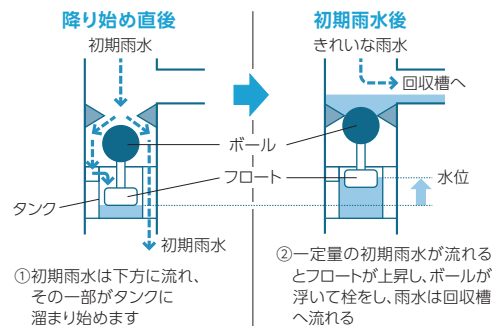 降り始め直後
初期雨水
タンク
初期雨水
①初期雨水は下方に流れ、
その一部がタンクに
溜まり始めます
ボール
フロート
初期雨水後
きれいな雨水
回収槽へ
水位
②一定量の初期雨水が流れる
とフロートが上昇し、ボールが
浮いて栓をし、雨水は回収槽
へ流れる